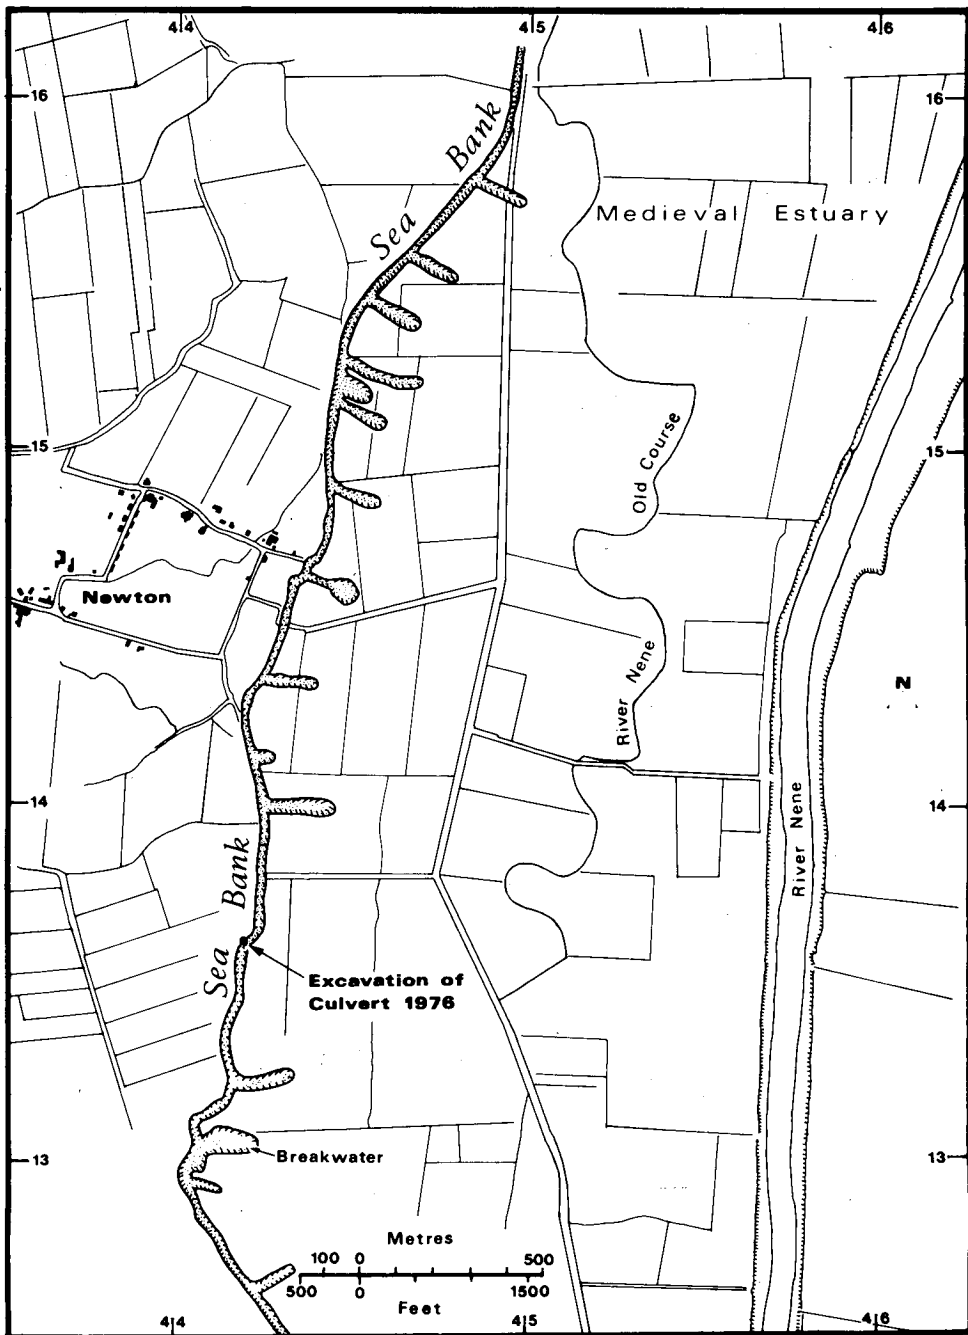 4|4
4|5
4|6
16
16
Sea Bank
Medieval Estuary
15
15
Old Course
Newton
River Nene
N
14
14
River Nene
Sea Bank
Excavation of
Culvert 1976
13
13
Breakwater
Metres
100 0 500
500 0 1500
Feet
4|4
4|5
4|6